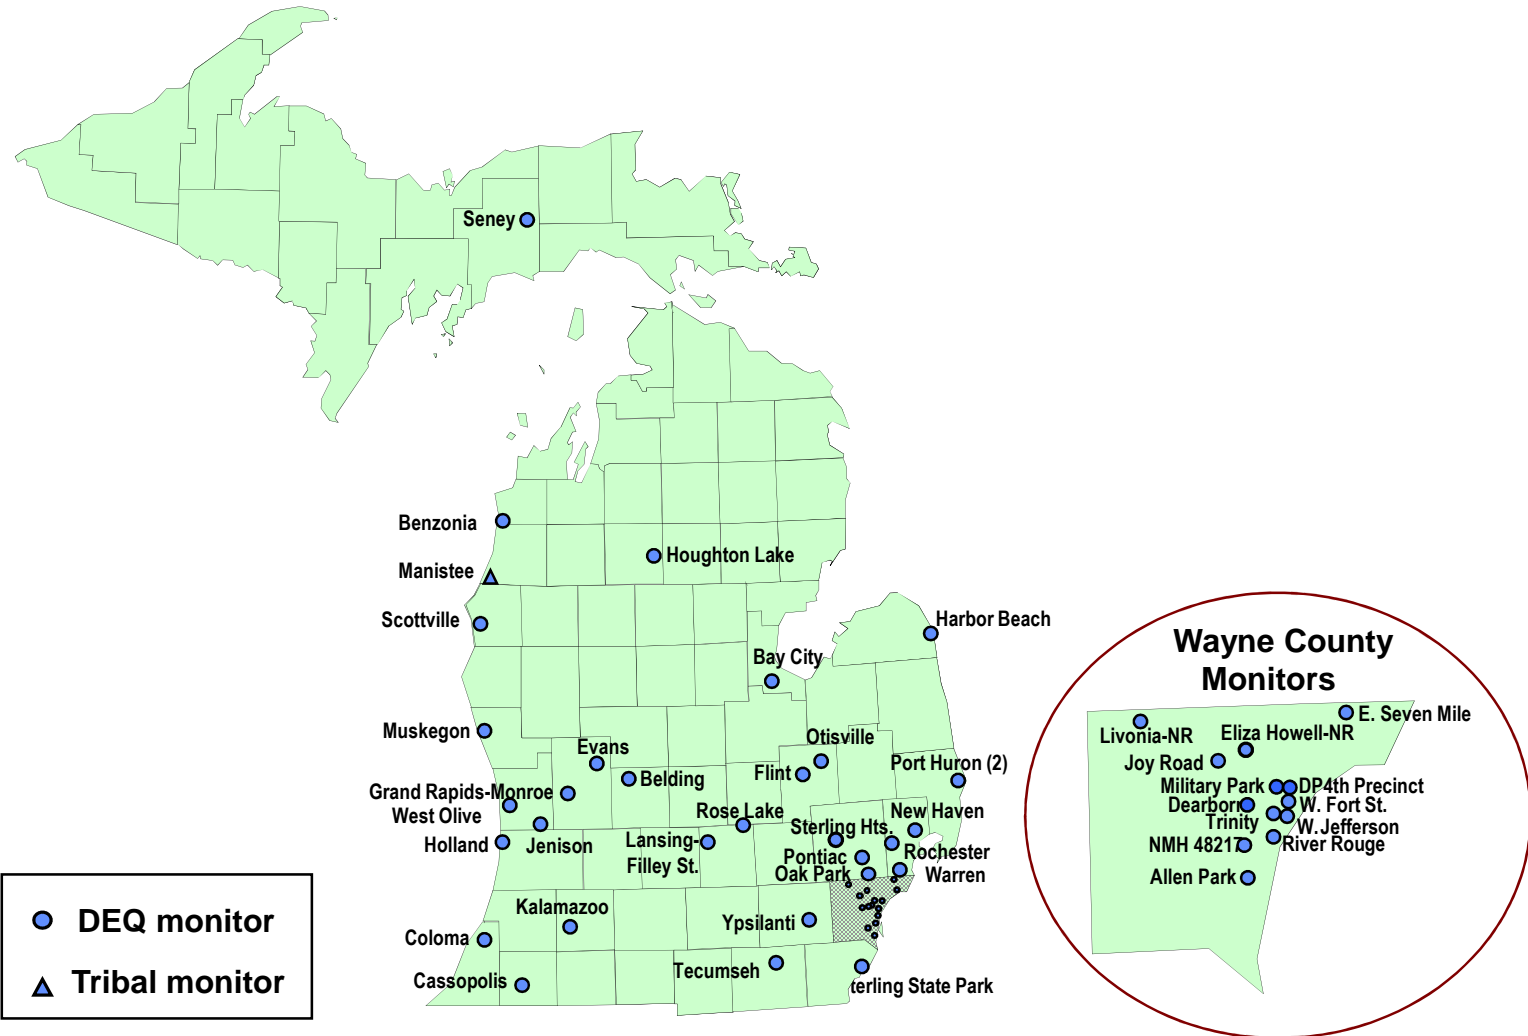 Seney
Benzonia
Houghton Lake
Manistee
Scottville
Harbor Beach
Bay City
Muskegon
Otisville
Evans
Flint
Port Huron (2)
Belding
Grand Rapids-Monroe
West Olive
Rose Lake
New Haven
Sterling Hts.
Holland
Jenison
Lansing-
Filley St.
Pontiac
Rochester
Oak Park
Warren
Kalamazoo
Ypsilanti
Coloma
Tecumseh
Cassopolis
terling State Park
DEQ monitor
Tribal monitor
Wayne County
Monitors
E. Seven Mile
Livonia-NR
Eliza Howell-NR
Joy Road
Military Park
DP4th Precinct
Dearborn
W. Fort St.
Trinity
W.Jefferson
NMH 48217
River Rouge
Allen Park